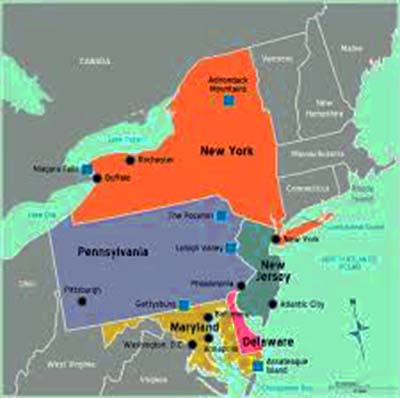 CANADA
Maine
Vermont
Adirondack
Mountains
New
Hampshire
Lake Ontario
Rochester
New York
Massachusetts
Niagara Falls
Buffalo
Connecticut
Rhode
Island
Lake Erie
The Poconos
New York
Long Island Sound
Pennsylvania
Lehigh Valley
NORTH ATLANTIC
OCEAN
New
Jersey
Ohio
Pittsburgh
Philadelphia
Gettysburg
Atlantic City
Baltimore
Maryland
Washington, D.C.
Annapolis
Delaware
West Virginia
Assateague
Island
Virginia
Chesapeake Bay
N